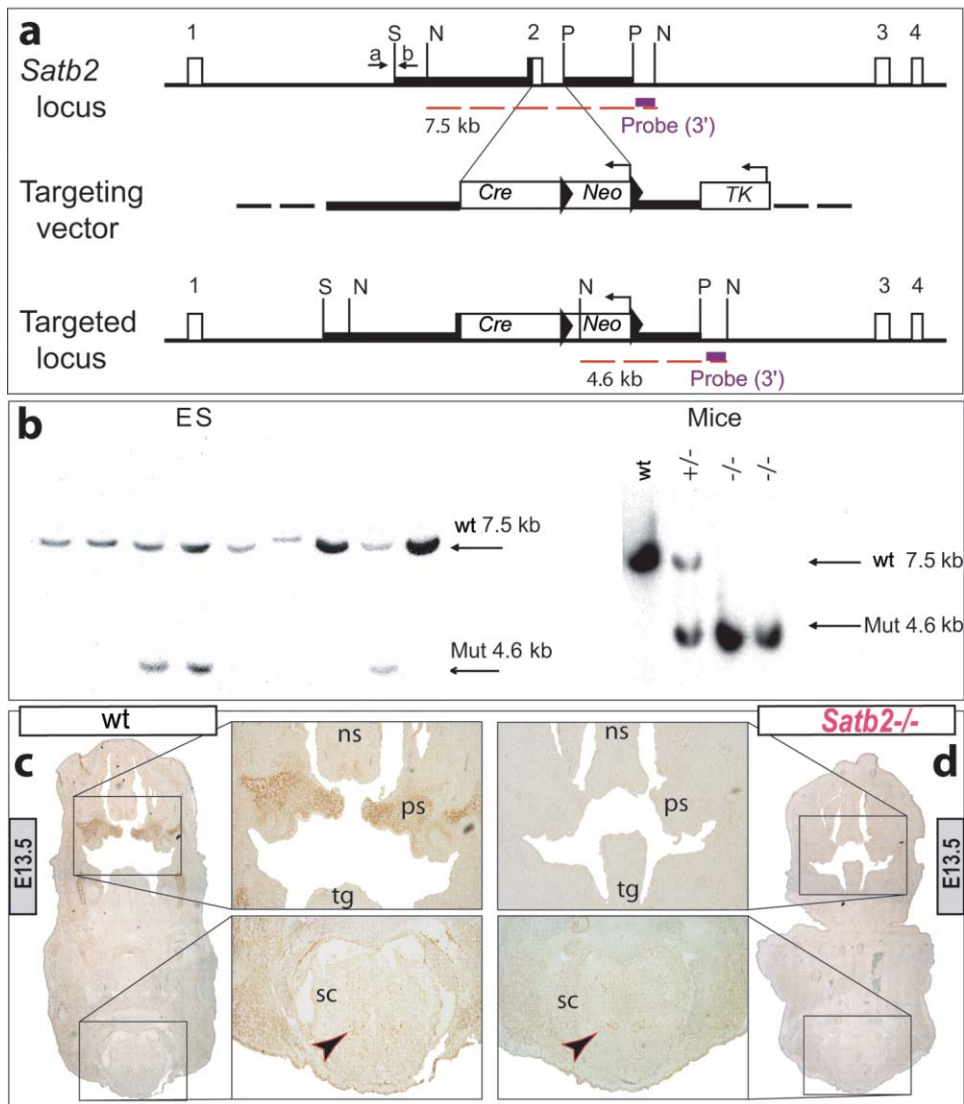 a
1 S N 2 P P N 3 4
a b
Satb2
locus
7.5 kb
Probe (3')
Targeting
vector
Cre Neo TK
1 S N N P N 3 4
Targeted
locus
Cre Neo
4.6 kb
Probe (3')
b
ES
wt 7.5 kb
Mut 4.6 kb
Mice
wt +/- -/- -/-
wt 7.5 kb
Mut 4.6 kb
wt
Satb2-/-
c
E13.5
ns
ps
tg
sc
ns
ps
tg
sc
d
E13.5